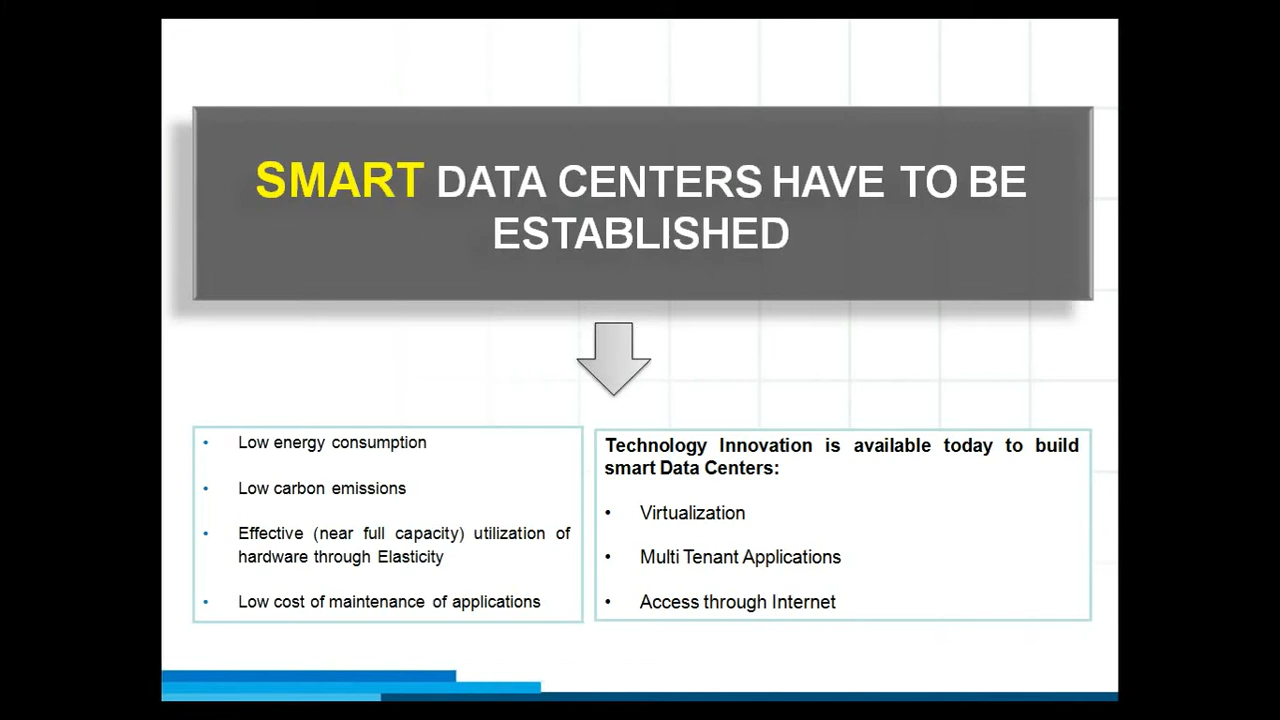 SMART DATA CENTERS HAVE TO BE
ESTABLISHED
• Low energy consumption
• Low carbon emissions
• Effective (near full capacity) utilization of
hardware through Elasticity
• Low cost of maintenance of applications
Technology Innovation is available today to build
smart Data Centers:
• Virtualization
• Multi Tenant Applications
• Access through Internet